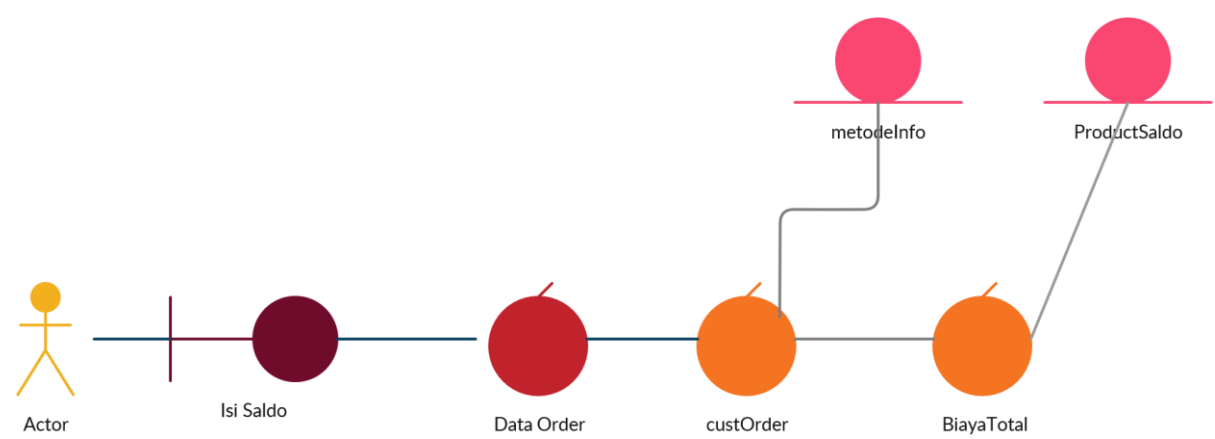 metodeInfo
ProductSaldo
Actor
Isi Saldo
Data Order
custOrder
BiayaTotal